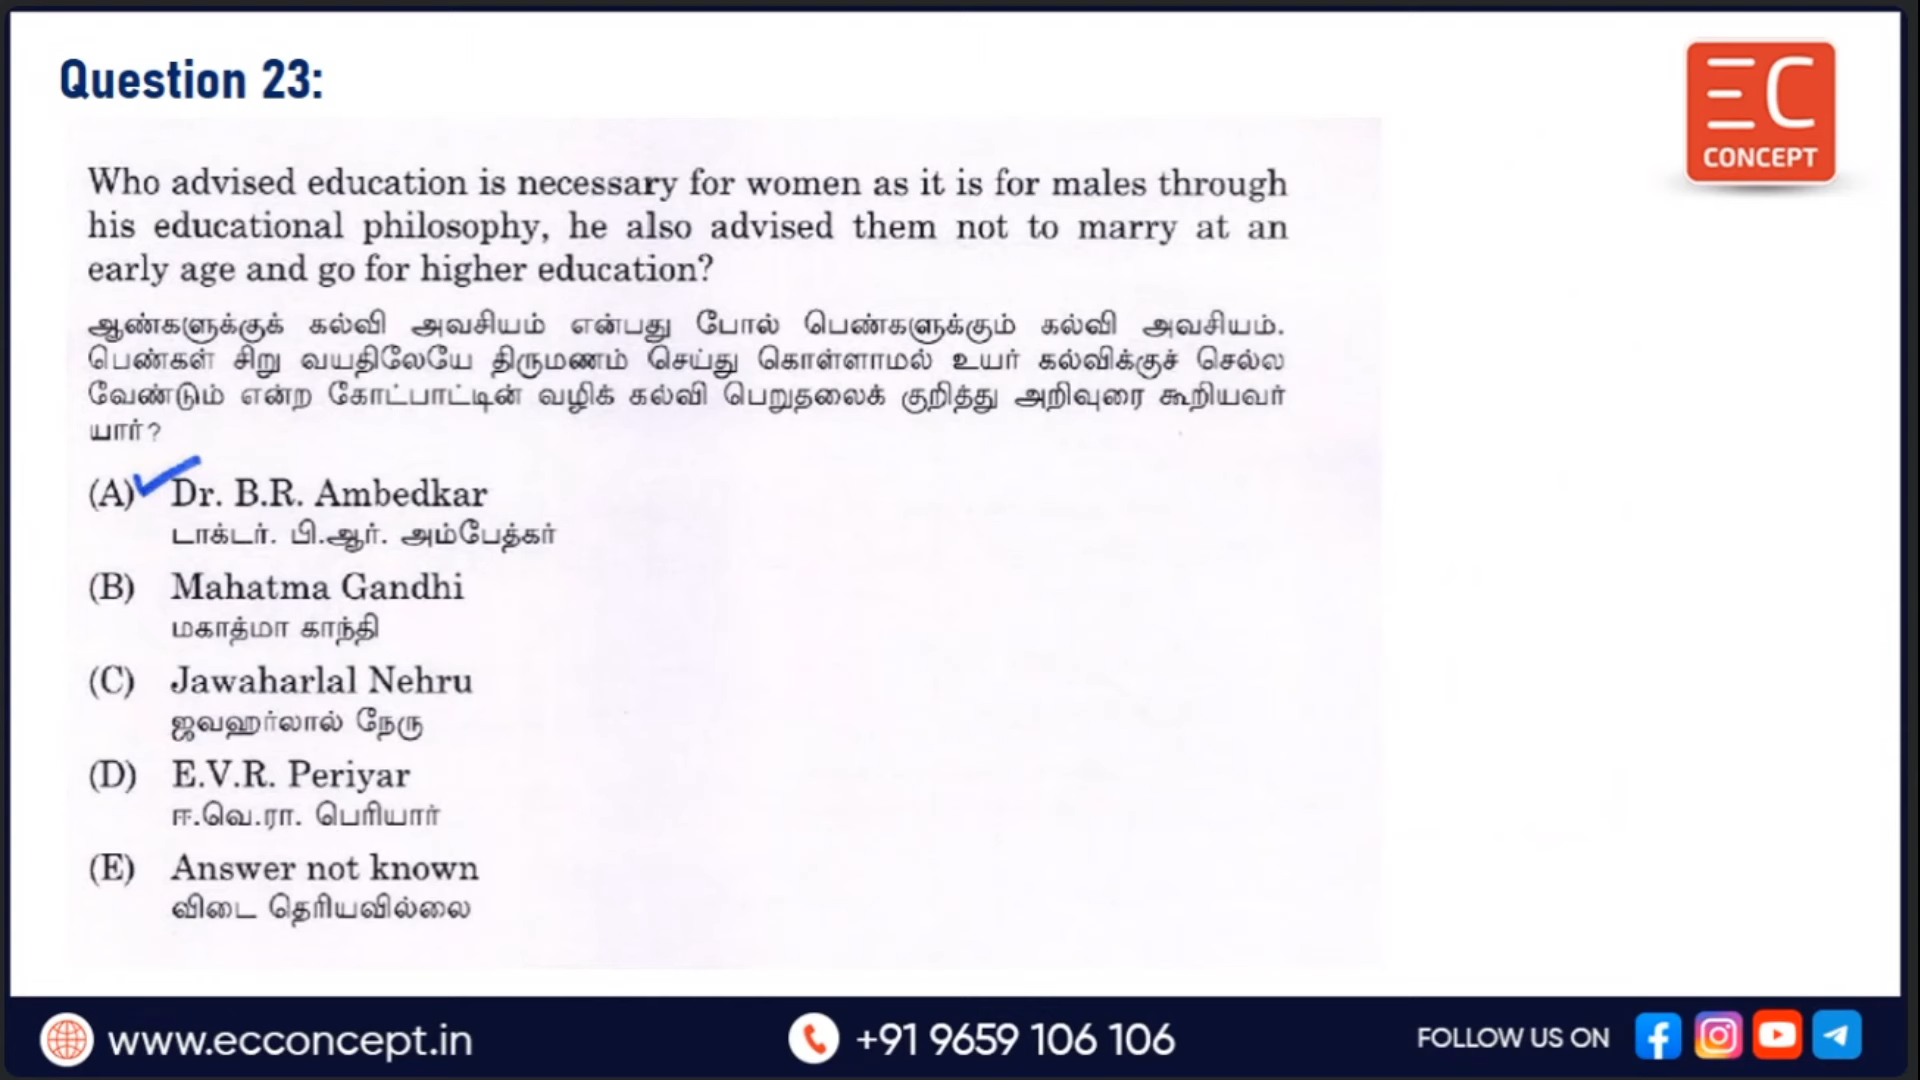 Question 23:
EC
CONCEPT
Who advised education is necessary for women as it is for males through
his educational philosophy, he also advised them not to marry at an
early age and go for higher education?
ஆண்களுக்குக் கல்வி அவசியம் என்பது போல் பெண்களுக்கும் கல்வி அவசியம்.
பெண்கள் சிறு வயதிலேயே திருமணம் செய்து கொள்ளாமல் உயர் கல்விக்குச் செல்ல
வேண்டும் என்ற கோட்பாட்டின் வழிக் கல்வி பெறுதலைக் குறித்து அறிவுரை கூறியவர்
யார்?
(A) Dr. B.R. Ambedkar
டாக்டர். பி.ஆர். அம்பேத்கர்
(B) Mahatma Gandhi
மகாத்மா காந்தி
(C) Jawaharlal Nehru
ஜவஹர்லால் நேரு
(D) E.V.R. Periyar
ஈ.வெ.ரா. பெரியார்
(E) Answer not known
விடை தெரியவில்லை
www.ecconcept.in
+91 9659 106 106
FOLLOW US ON